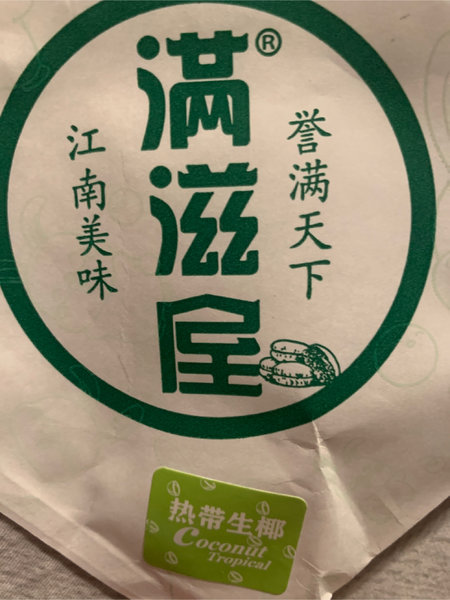 江南美味
满滋屋®
誉满天下
热带生椰
Coconut
Tropical